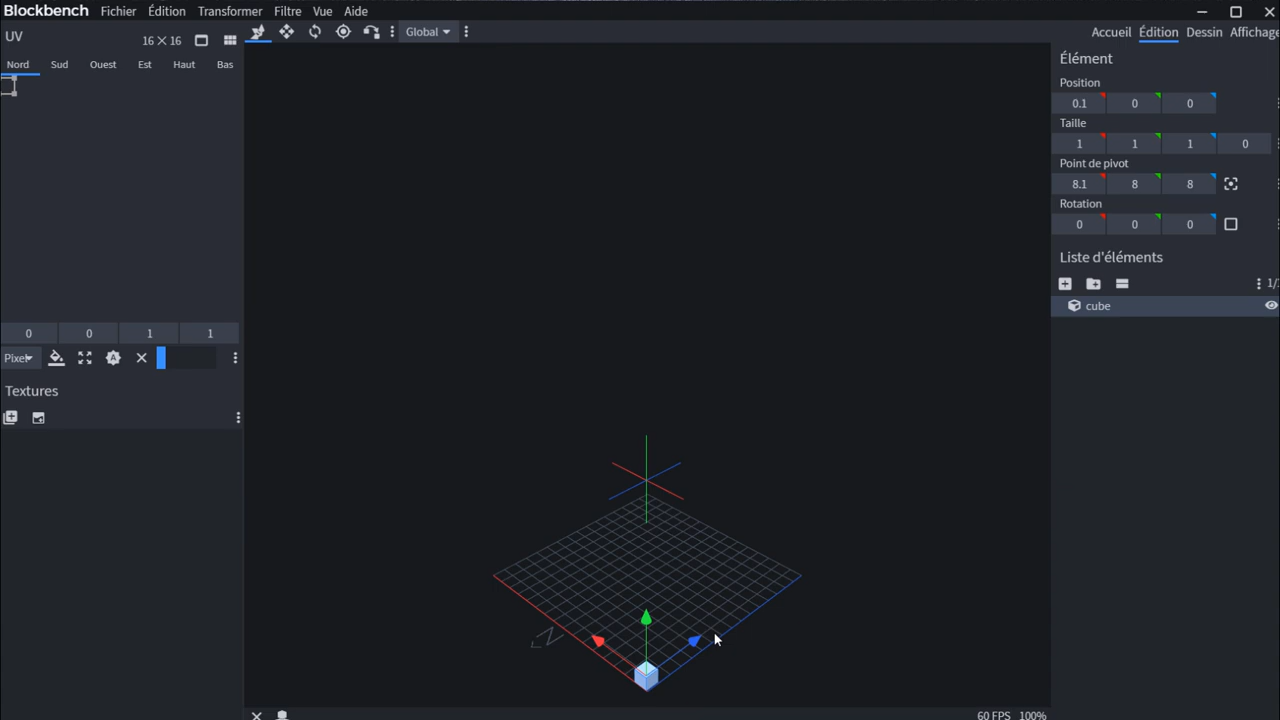 Blockbench Fichier Édition Transformer Filtre Vue Aide
UV 16×16
Global
Accueil Édition Dessin Affichage
Nord Sud Ouest Est Haut Bas
0 0 1 1
Pixel
Textures
Élément
Position
0.1 0 0
Taille
1 1 1 0
Point de pivot
8.1 8 8
Rotation
0 0 0
Liste d'éléments
cube
N
60 FPS 100%